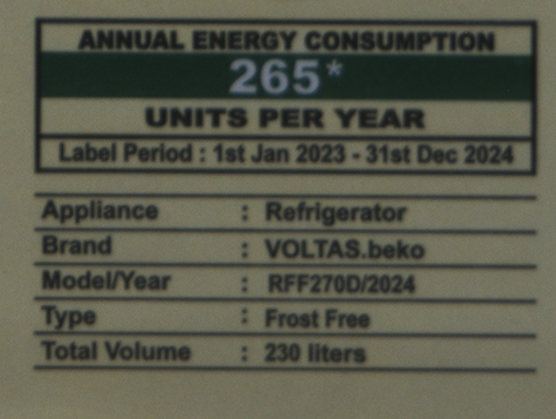 ANNUAL ENERGY CONSUMPTION
265*
UNITS PER YEAR
Label Period : 1st Jan 2023 - 31st Dec 2024
Appliance : Refrigerator
Brand : VOLTAS.beko
Model/Year : RFF270D/2024
Type : Frost Free
Total Volume : 230 liters